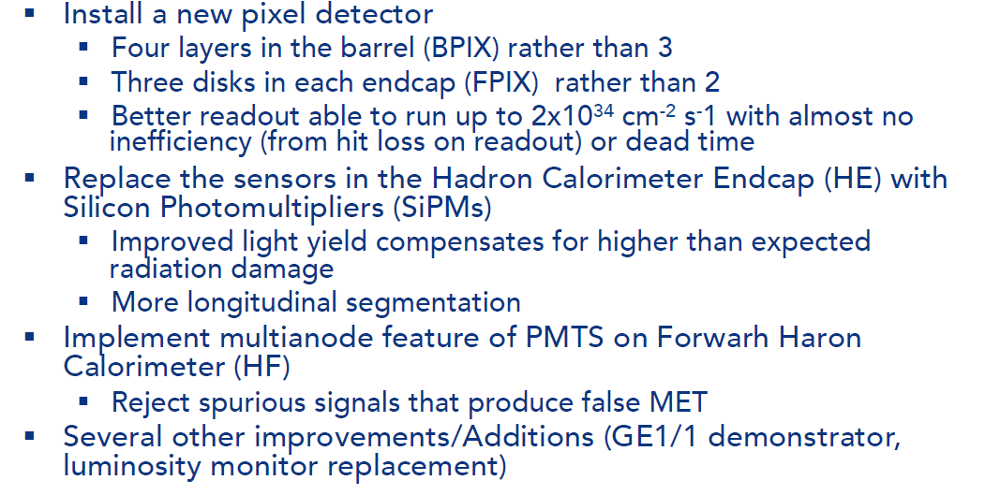 ▪ Install a new pixel detector
▪ Four layers in the barrel (BPIX) rather than 3
▪ Three disks in each endcap (FPIX)  rather than 2
▪ Better readout able to run up to 2x10³⁴ cm⁻² s⁻1 with almost no
inefficiency (from hit loss on readout) or dead time
▪ Replace the sensors in the Hadron Calorimeter Endcap (HE) with
Silicon Photomultipliers (SiPMs)
▪ Improved light yield compensates for higher than expected
radiation damage
▪ More longitudinal segmentation
▪ Implement multianode feature of PMTS on Forwarh Haron
Calorimeter (HF)
▪ Reject spurious signals that produce false MET
▪ Several other improvements/Additions (GE1/1 demonstrator,
luminosity monitor replacement)